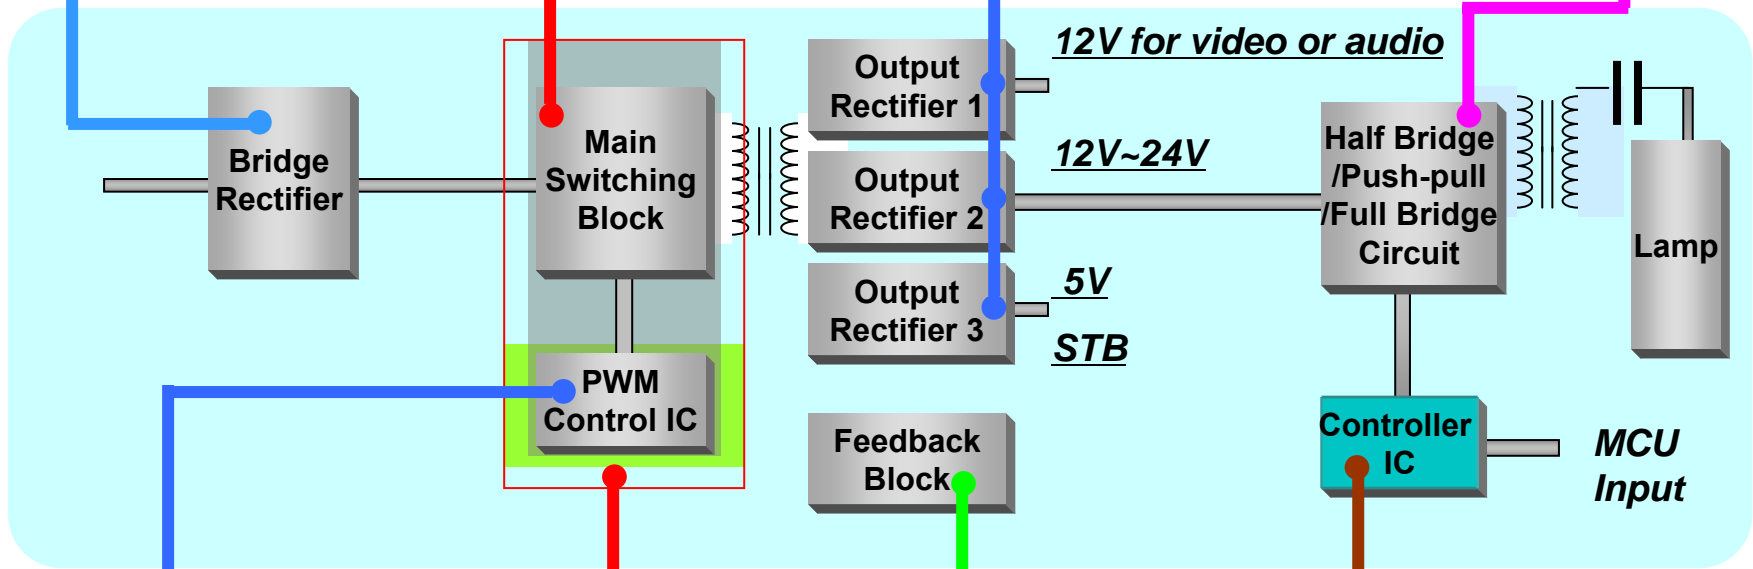 Bridge
Rectifier
Main
Switching
Block
PWM
Control IC
Output
Rectifier 1
Output
Rectifier 2
Output
Rectifier 3
Feedback
Block
12V for video or audio
12V~24V
5V
STB
Half Bridge
/Push-pull
/Full Bridge
Circuit
Controller
IC
MCU
Input
Lamp